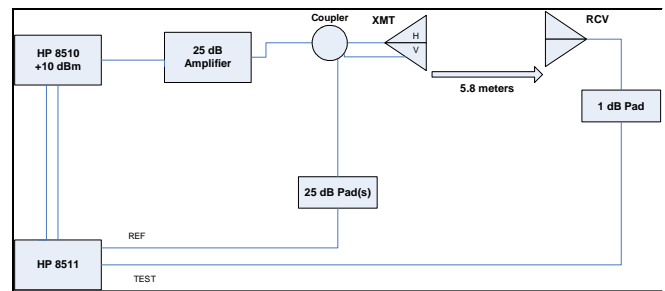 Coupler
XMT
RCV
HP 8510
+10 dBm
25 dB
Amplifier
H
V
5.8 meters
1 dB Pad
25 dB Pad(s)
REF
HP 8511
TEST